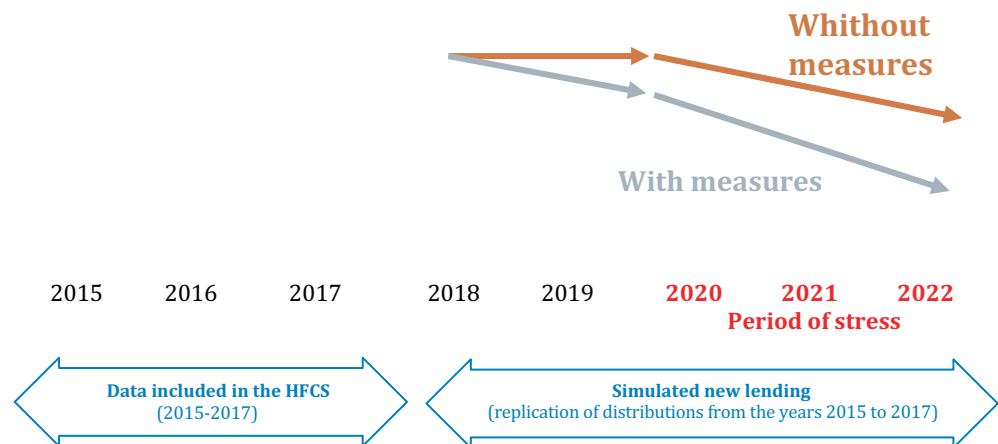 Whithout
measures
With measures
2015 2016 2017 2018 2019 2020 2021 2022
Period of stress
Data included in the HFCS
(2015-2017)
Simulated new lending
(replication of distributions from the years 2015 to 2017)